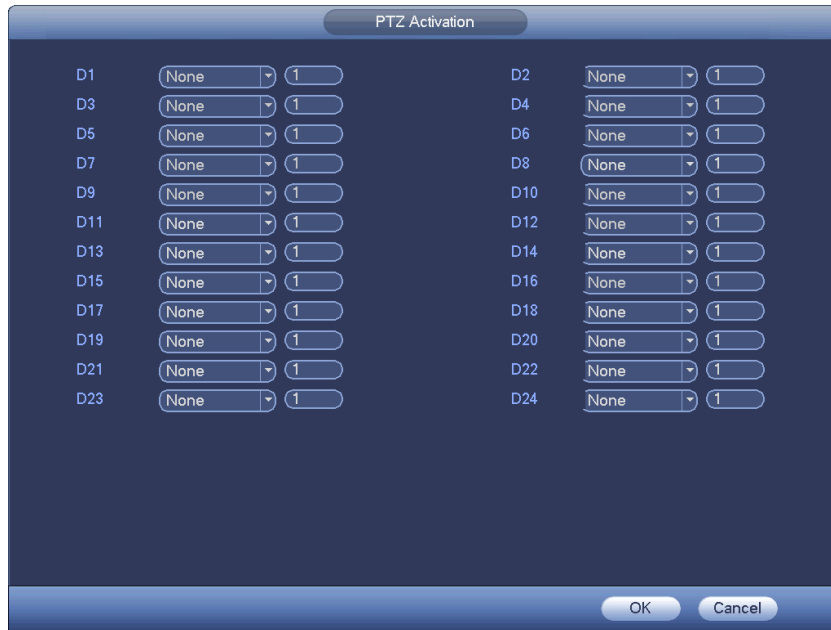 PTZ Activation
D1 None 1 D2 None 1
D3 None 1 D4 None 1
D5 None 1 D6 None 1
D7 None 1 D8 None 1
D9 None 1 D10 None 1
D11 None 1 D12 None 1
D13 None 1 D14 None 1
D15 None 1 D16 None 1
D17 None 1 D18 None 1
D19 None 1 D20 None 1
D21 None 1 D22 None 1
D23 None 1 D24 None 1
OK Cancel